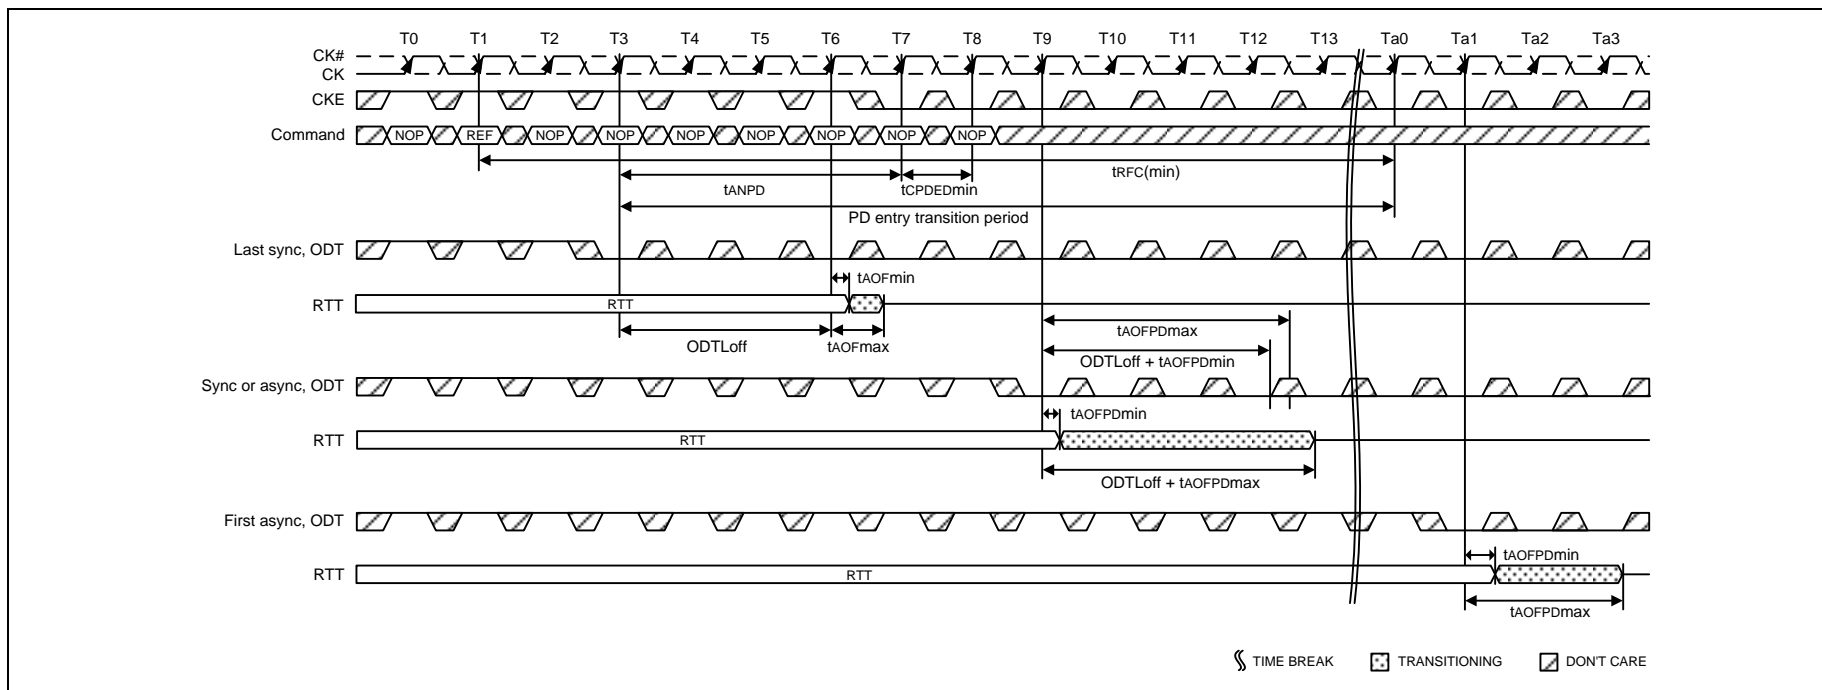 T0 T1 T2 T3 T4 T5 T6 T7 T8 T9 T10 T11 T12 T13 Ta0 Ta1 Ta2 Ta3
CK#
CK
CKE
Command NOP REF NOP NOP NOP NOP NOP NOP NOP
tRFC(min)
tANPD tCPDEDmin
PD entry transition period
Last sync, ODT
tAOFmin
RTT RTT
tAOFPDmax
ODTLoff tAOFmax
ODTLoff + tAOFPDmin
Sync or async, ODT
tAOFPDmin
RTT RTT
ODTLoff + tAOFPDmax
First async, ODT
tAOFPDmin
RTT RTT
tAOFPDmax
TIME BREAK TRANSITIONING DON'T CARE